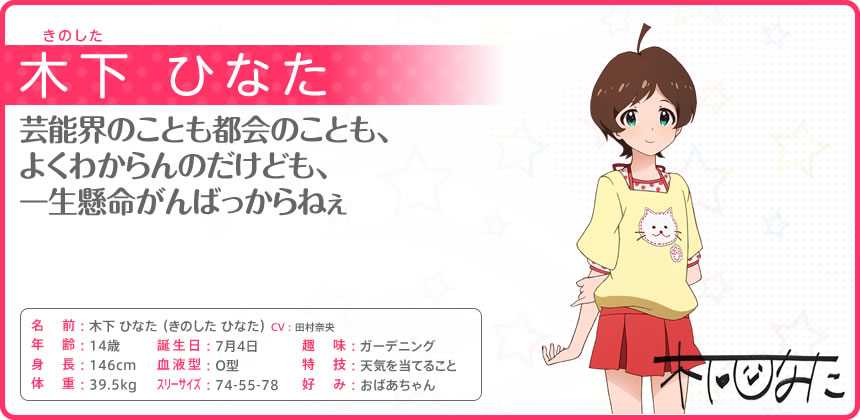 きのした
木下 ひなた
芸能界のことも都会のことも、
よくわからんのだけども、
一生懸命がんばっからねぇ
名 前：木下 ひなた（きのした ひなた） CV：田村奈央
年 齢：14歳 誕生日：7月4日 趣 味：ガーデニング
身 長：146cm 血液型：O型 特 技：天気を当てること
体 重：39.5kg ｽﾘｰｻｲｽﾞ：74-55-78 好 み：おばあちゃん
木下ひなた